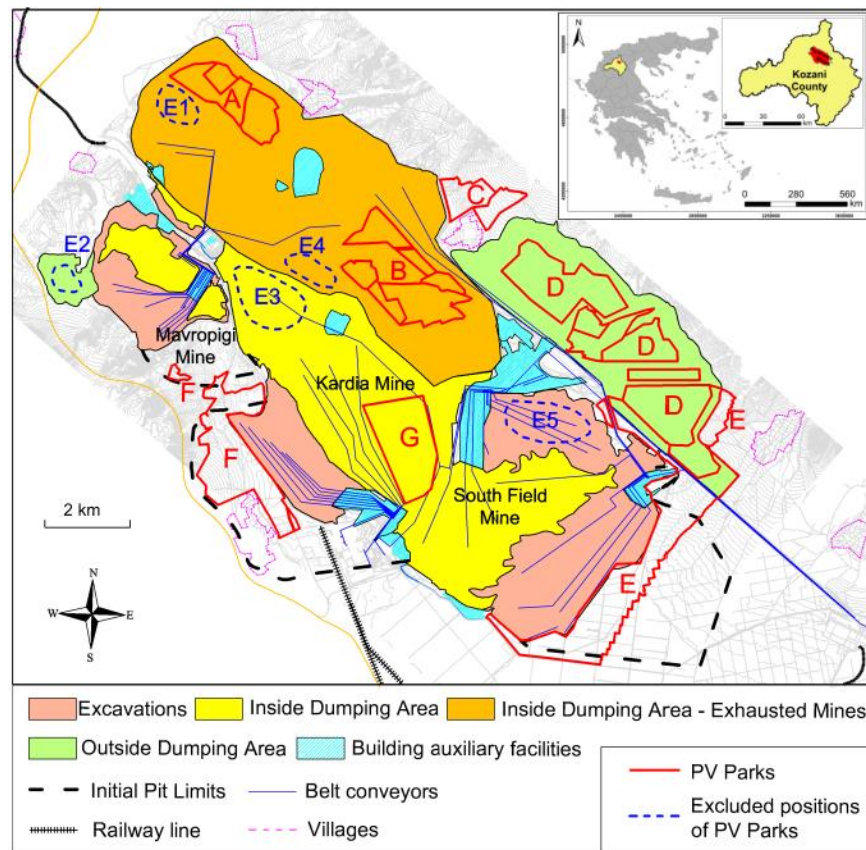 N
Kozani
County
0 30 60
km
0 280 560
km
A
E1
C
E2
E4
B
D
E3
Mavropigi
Mine
D
Kardia Mine
F
D
E
E5
G
F
South Field
Mine
2 km
E
N
W E
S
Excavations
Inside Dumping Area
Inside Dumping Area - Exhausted Mines
Outside Dumping Area
Building auxiliary facilities
Initial Pit Limits
Belt conveyors
PV Parks
Railway line
Villages
Excluded positions
of PV Parks